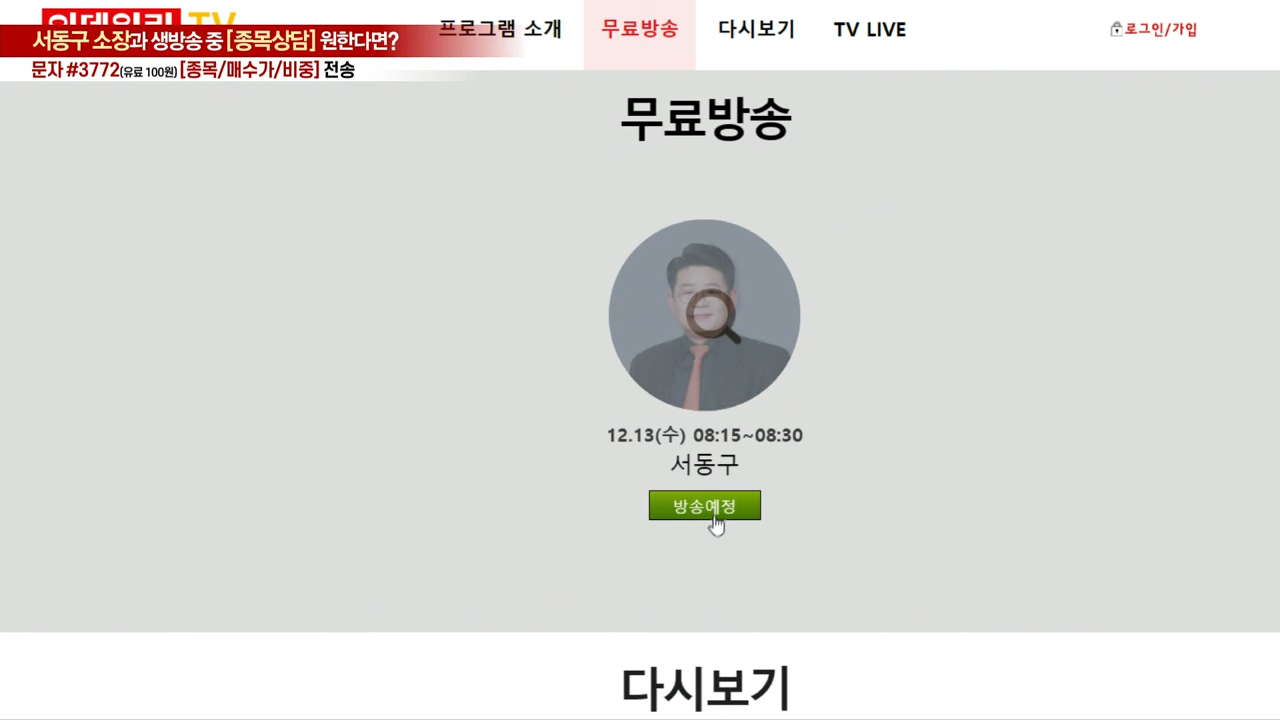 프로그램 소개 무료방송 다시보기 TV LIVE 로그인/가입
서동구 소장과 생방송 중 [종목상담] 원한다면?
문자 #3772(유료 100원) [종목/매수가/비중] 전송
무료방송
12.13(수) 08:15~08:30
서동구
방송예정
다시보기